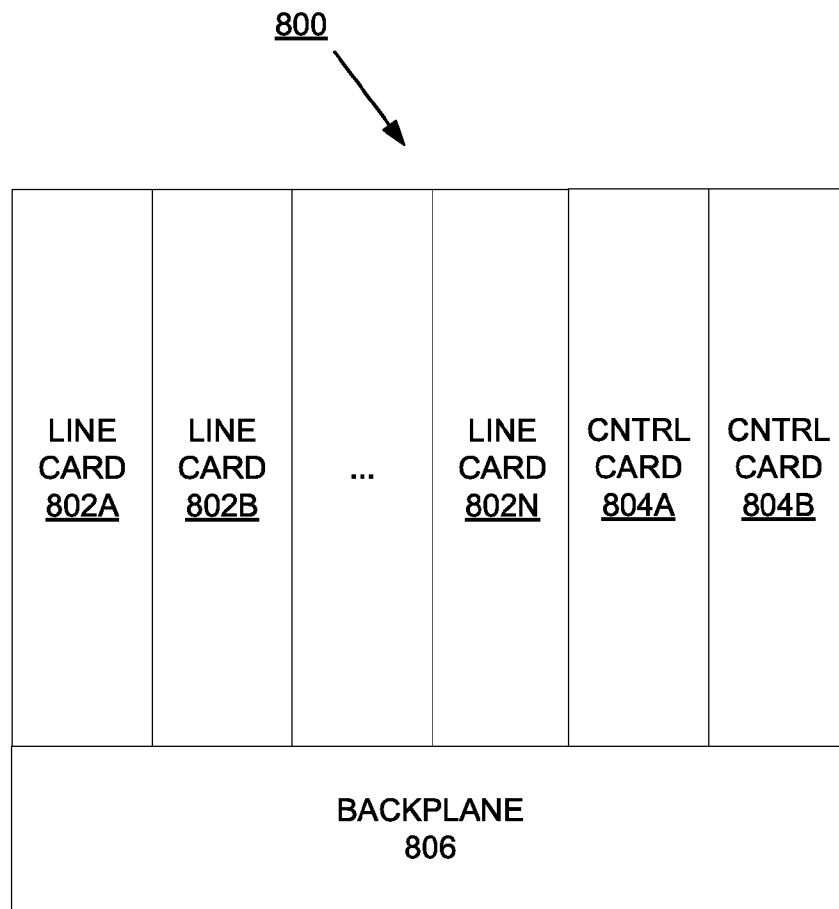 800
LINE
CARD
802A
LINE
CARD
802B
...
LINE
CARD
802N
CNTRL
CARD
804A
CNTRL
CARD
804B
BACKPLANE
806